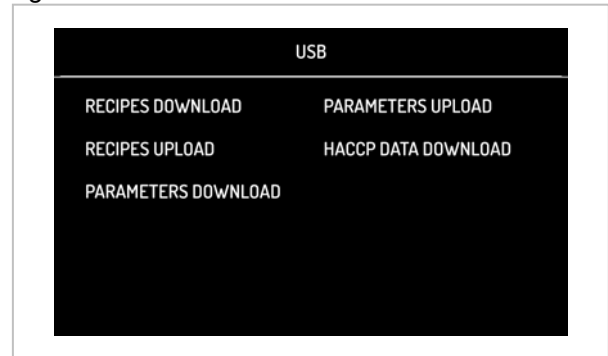 USB
RECIPES DOWNLOAD
PARAMETERS UPLOAD
RECIPES UPLOAD
HACCP DATA DOWNLOAD
PARAMETERS DOWNLOAD